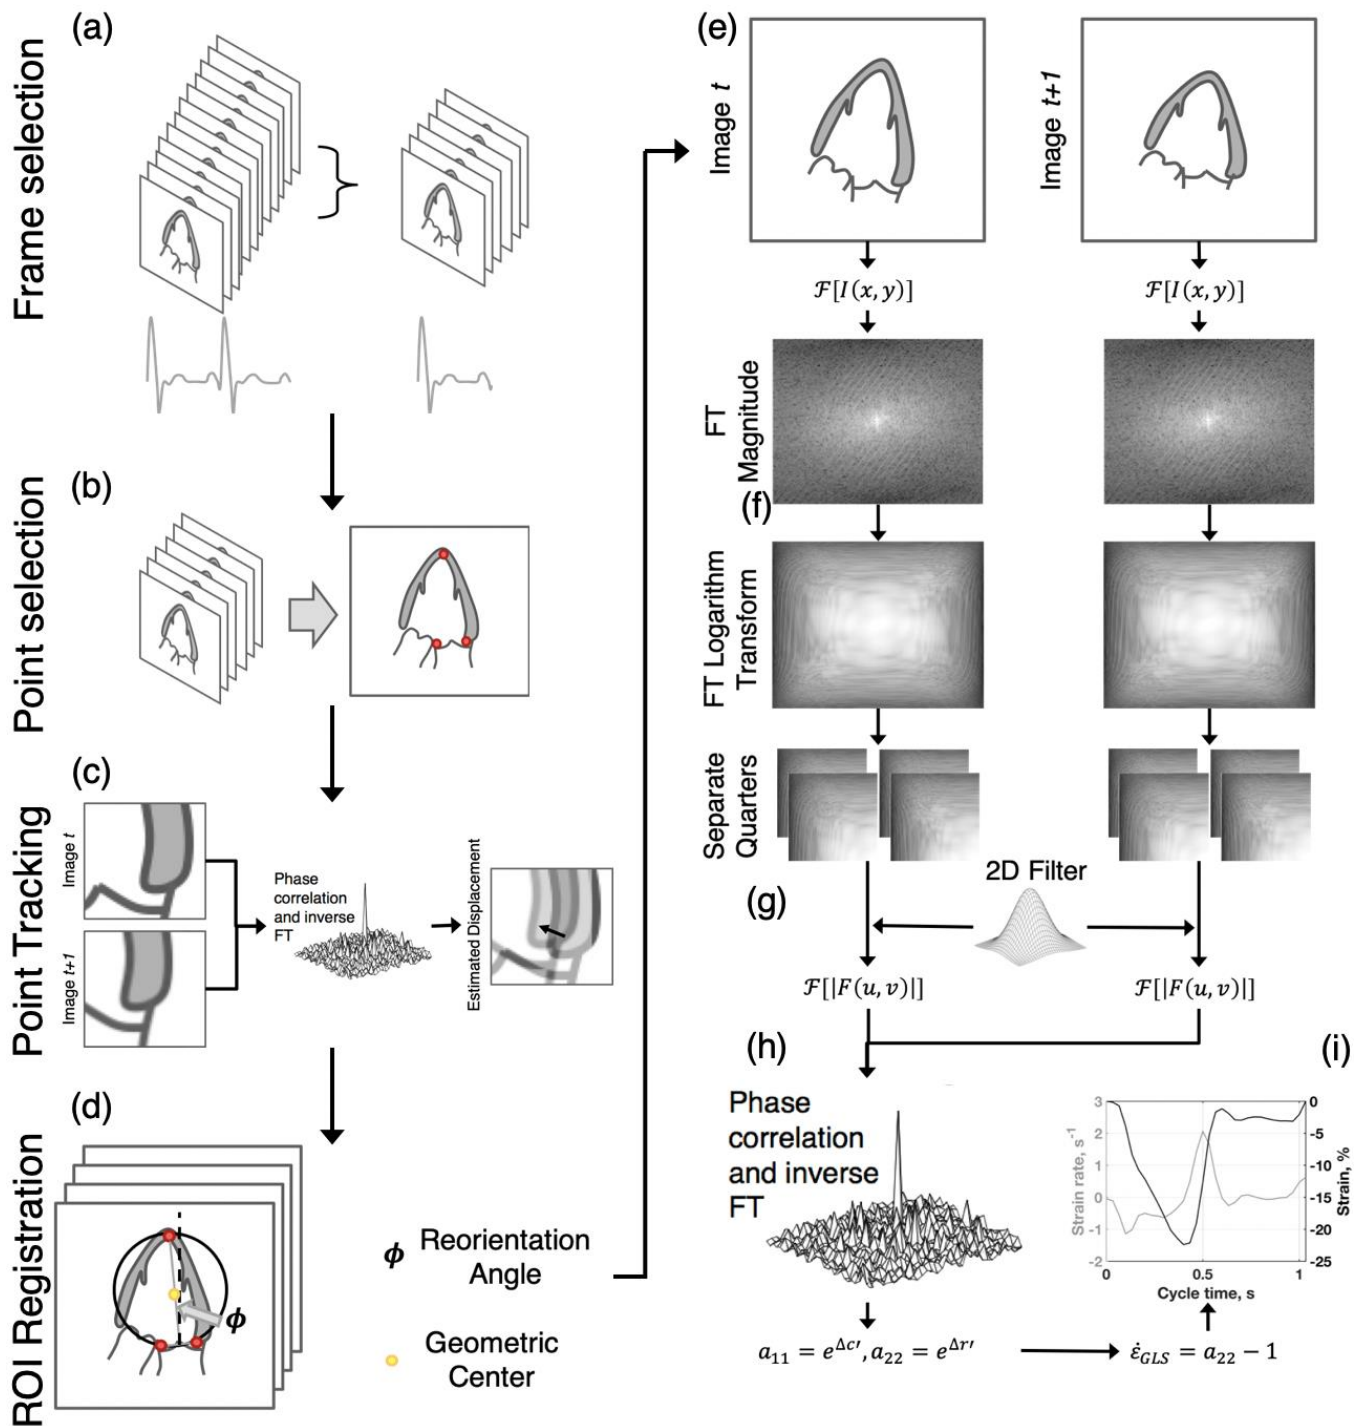 (a)
Frame selection
(b)
Point selection
(c)
Point Tracking
Image t
Image t+1
Phase
correlation
and inverse
FT
Estimated Displacement
(d)
ROI Registration
ϕ
ϕ Reorientation
Angle
Geometric
Center
(e)
Image t
Image t+1
ℱ[I(x, y)]
ℱ[I(x, y)]
FT
Magnitude
(f)
FT Logarithm
Transform
Separate
Quarters
(g)
2D Filter
ℱ[|F(u, v)|]
ℱ[|F(u, v)|]
(h)
Phase
correlation
and inverse
FT
a₁₁ = e^{Δc′}, a₂₂ = e^{Δr′}
ε̇_{GLS} = a₂₂ − 1
(i)
Strain rate, s⁻¹
3
2
1
0
-1
-2
0
-5
-10
-15
-20
-25
Strain, %
0 0.5 1
Cycle time, s